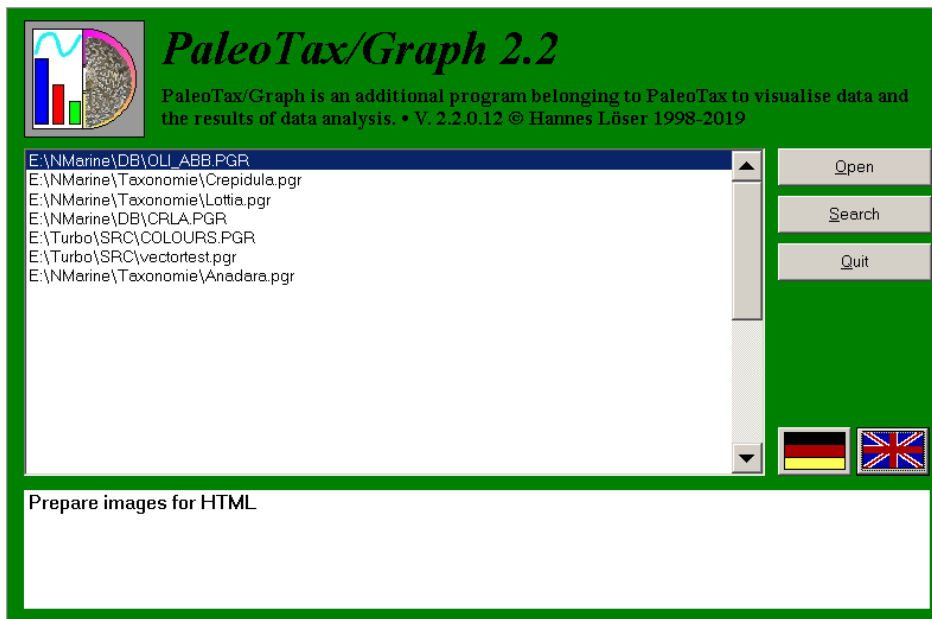 PaleoTax/Graph 2.2
PaleoTax/Graph is an additional program belonging to PaleoTax to visualise data and
the results of data analysis. • V. 2.2.0.12 © Hannes Löser 1998-2019
E:\NMarine\DB\OLI_ABB.PGR
E:\NMarine\Taxonomie\Crepidula.pgr
E:\NMarine\Taxonomie\Lottia.pgr
E:\NMarine\DB\CRLA.PGR
E:\Turbo\SRC\COLOURS.PGR
E:\Turbo\SRC\vectortest.pgr
E:\NMarine\Taxonomie\Anadara.pgr
Open
Search
Quit
Prepare images for HTML